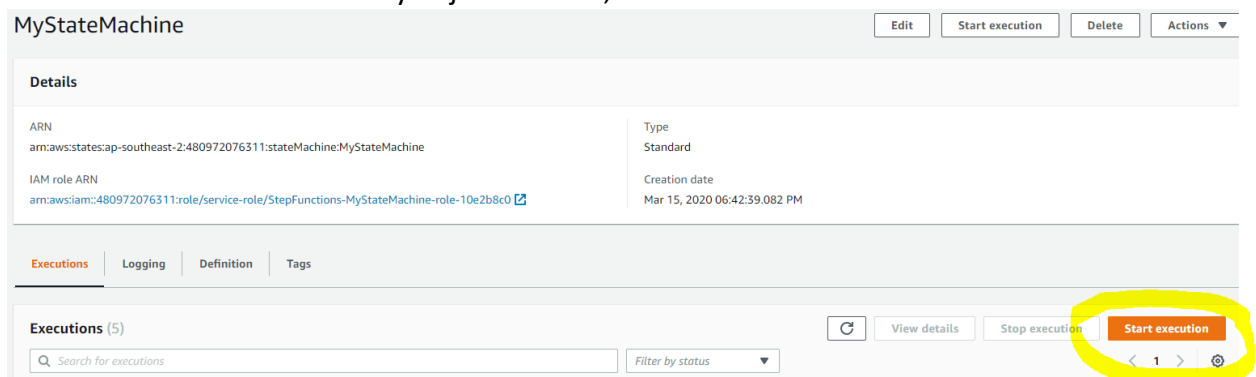 MyStateMachine Edit Start execution Delete Actions
Details
ARN Type
arn:aws:states:ap-southeast-2:480972076311:stateMachine:MyStateMachine Standard
IAM role ARN Creation date
arn:aws:iam::480972076311:role/service-role/StepFunctions-MyStateMachine-role-10e2b8c0 Mar 15, 2020 06:42:39.082 PM
Executions Logging Definition Tags
Executions (5) View details Stop execution Start execution
Search for executions Filter by status 1